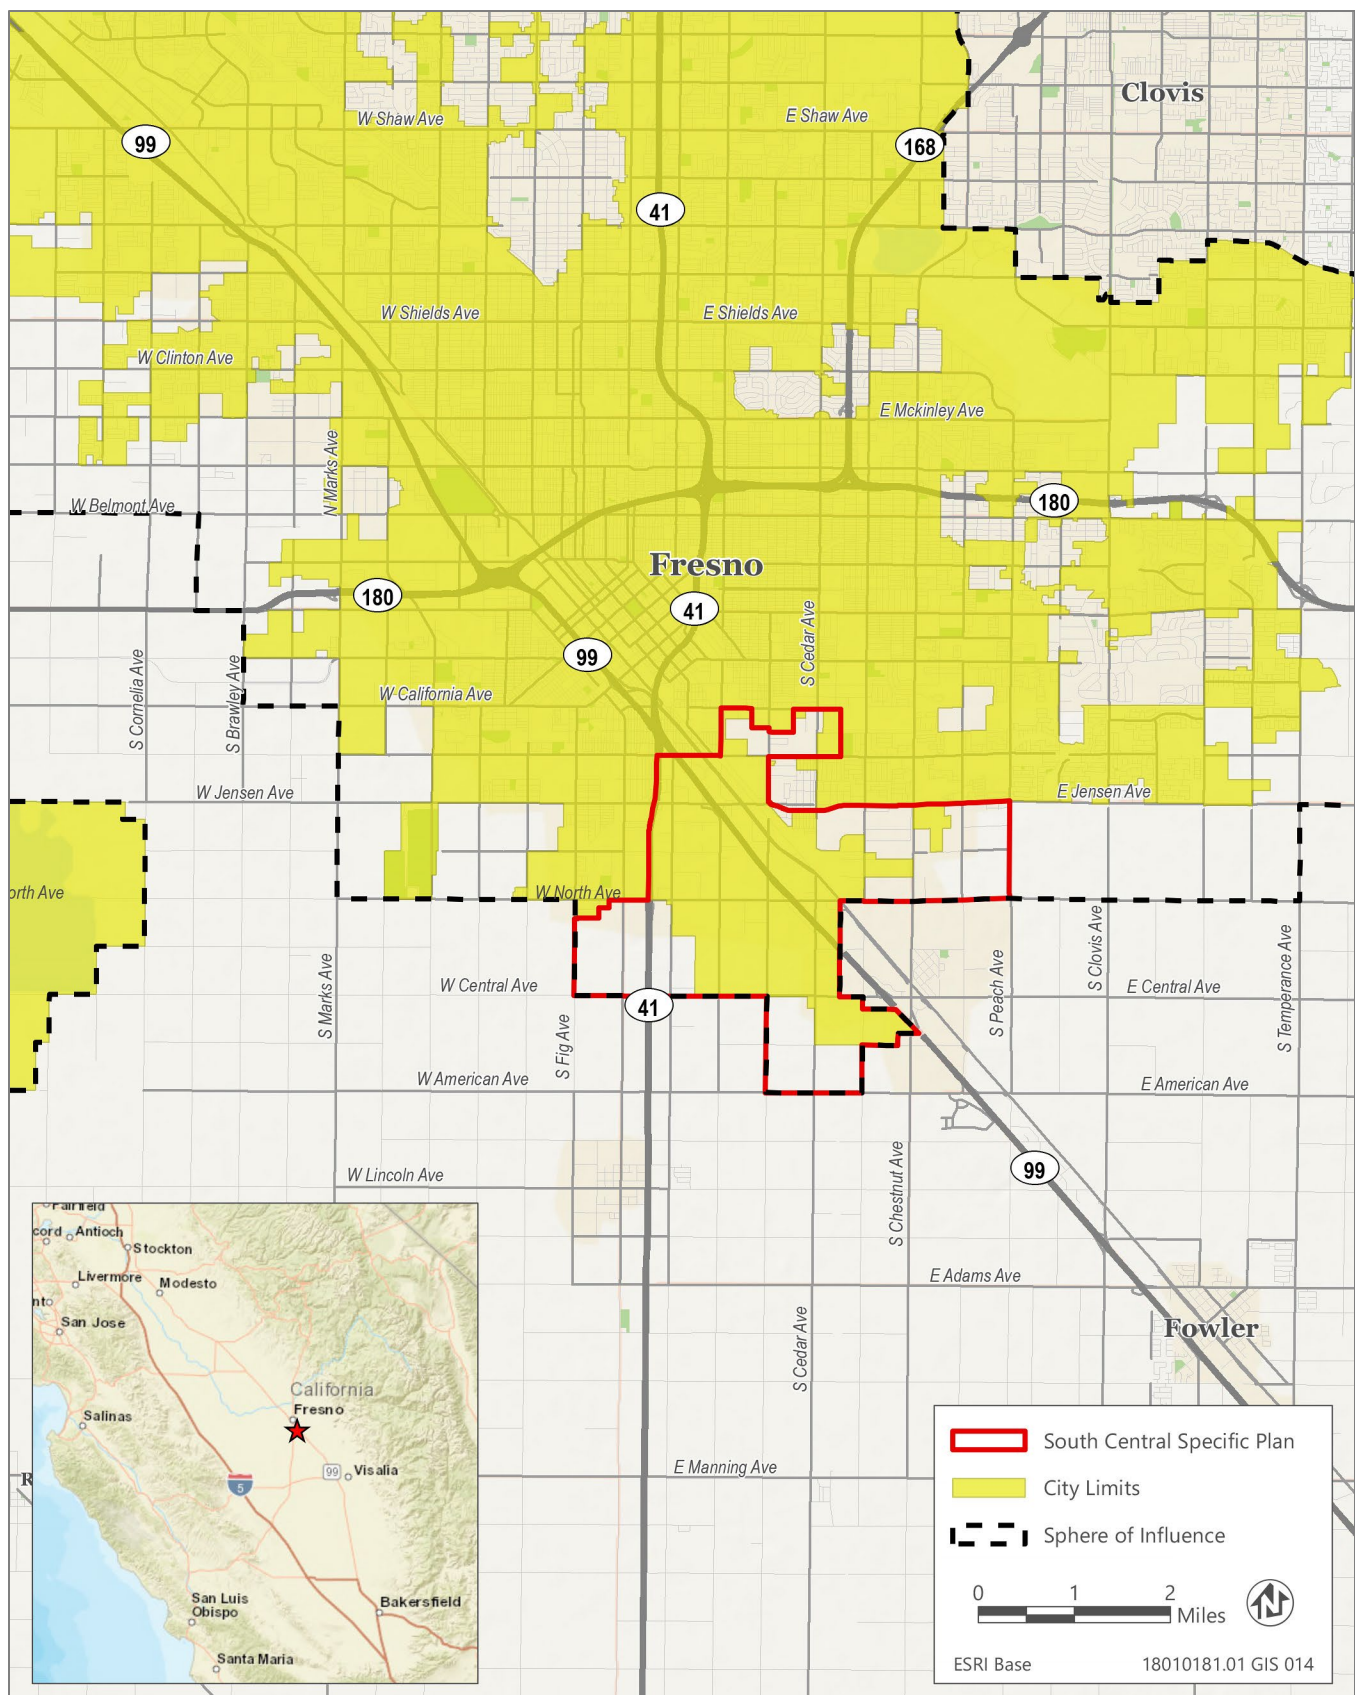 Clovis
W Shaw Ave
E Shaw Ave
99
168
41
W Shields Ave
E Shields Ave
W Clinton Ave
E Mckinley Ave
N Marks Ave
W Belmont Ave
180
Fresno
180
41
99
S Cedar Ave
S Cornelia Ave
S Brawley Ave
W California Ave
W Jensen Ave
E Jensen Ave
orth Ave
W North Ave
S Marks Ave
W Central Ave
41
S Fig Ave
S Peach Ave
S Clovis Ave
E Central Ave
S Temperance Ave
W American Ave
E American Ave
S Chestnut Ave
99
W Lincoln Ave
E Adams Ave
Fowler
S Cedar Ave
E Manning Ave
R
Fairfield
cord
Antioch
Stockton
Livermore
Modesto
nt
San Jose
California
Fresno
Salinas
99
Visalia
5
San Luis
Obispo
Bakersfield
Santa Maria
South Central Specific Plan
City Limits
Sphere of Influence
0 1 2
Miles
N
ESRI Base
18010181.01 GIS 014